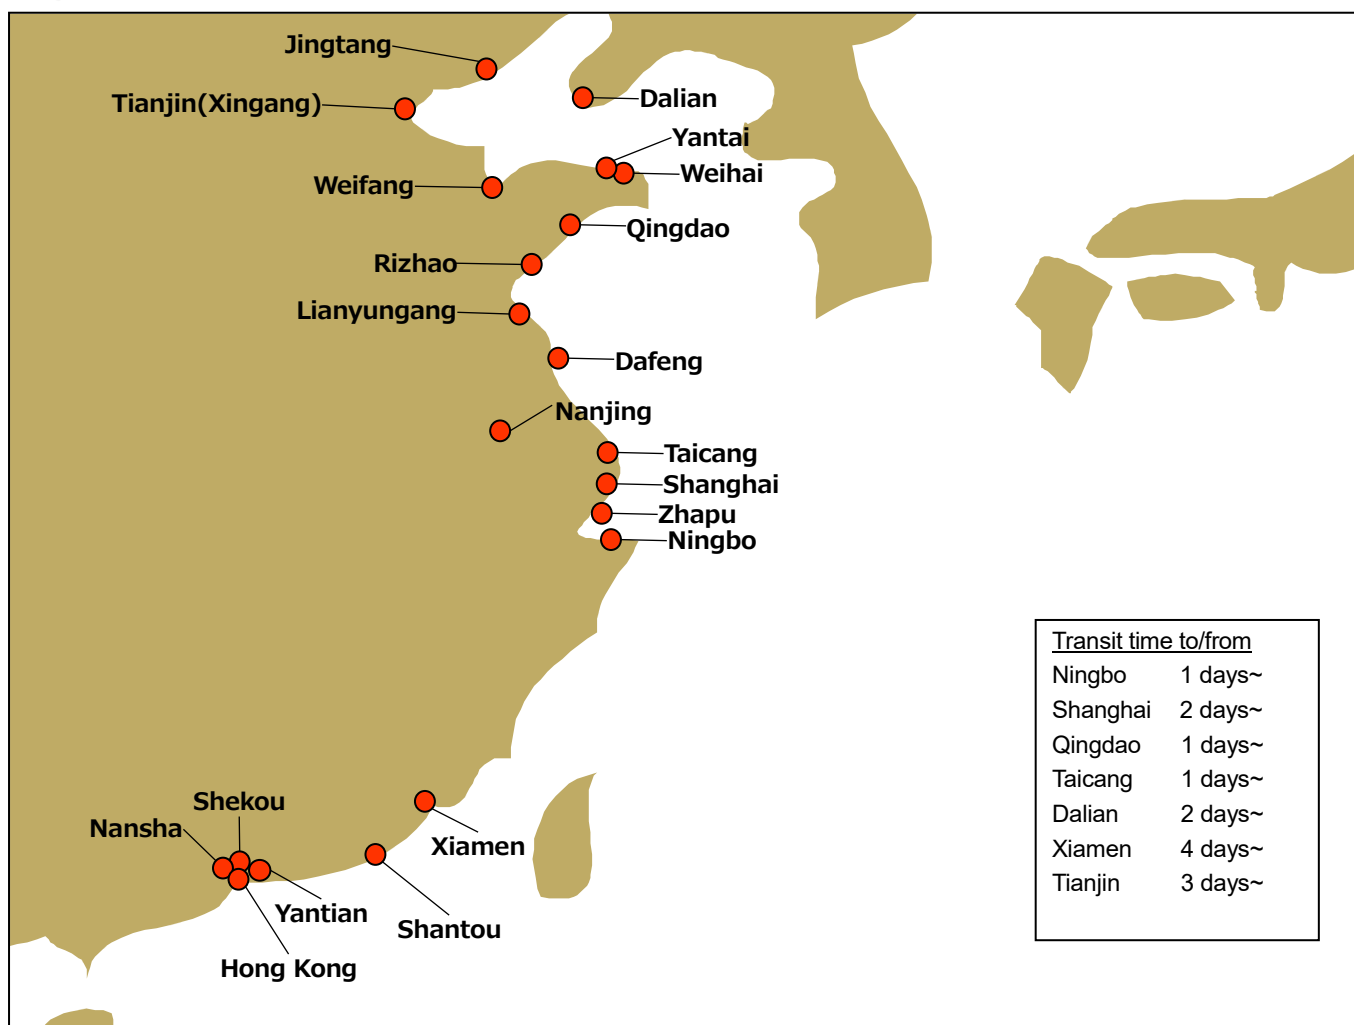 Jingtang
Tianjin(Xingang)
Dalian
Yantai
Weihai
Weifang
Qingdao
Rizhao
Lianyungang
Dafeng
Nanjing
Taicang
Shanghai
Zhapu
Ningbo
Transit time to/from
Ningbo 1 days~
Shanghai 2 days~
Qingdao 1 days~
Taicang 1 days~
Dalian 2 days~
Xiamen 4 days~
Tianjin 3 days~
Shekou
Nansha
Xiamen
Yantian
Shantou
Hong Kong